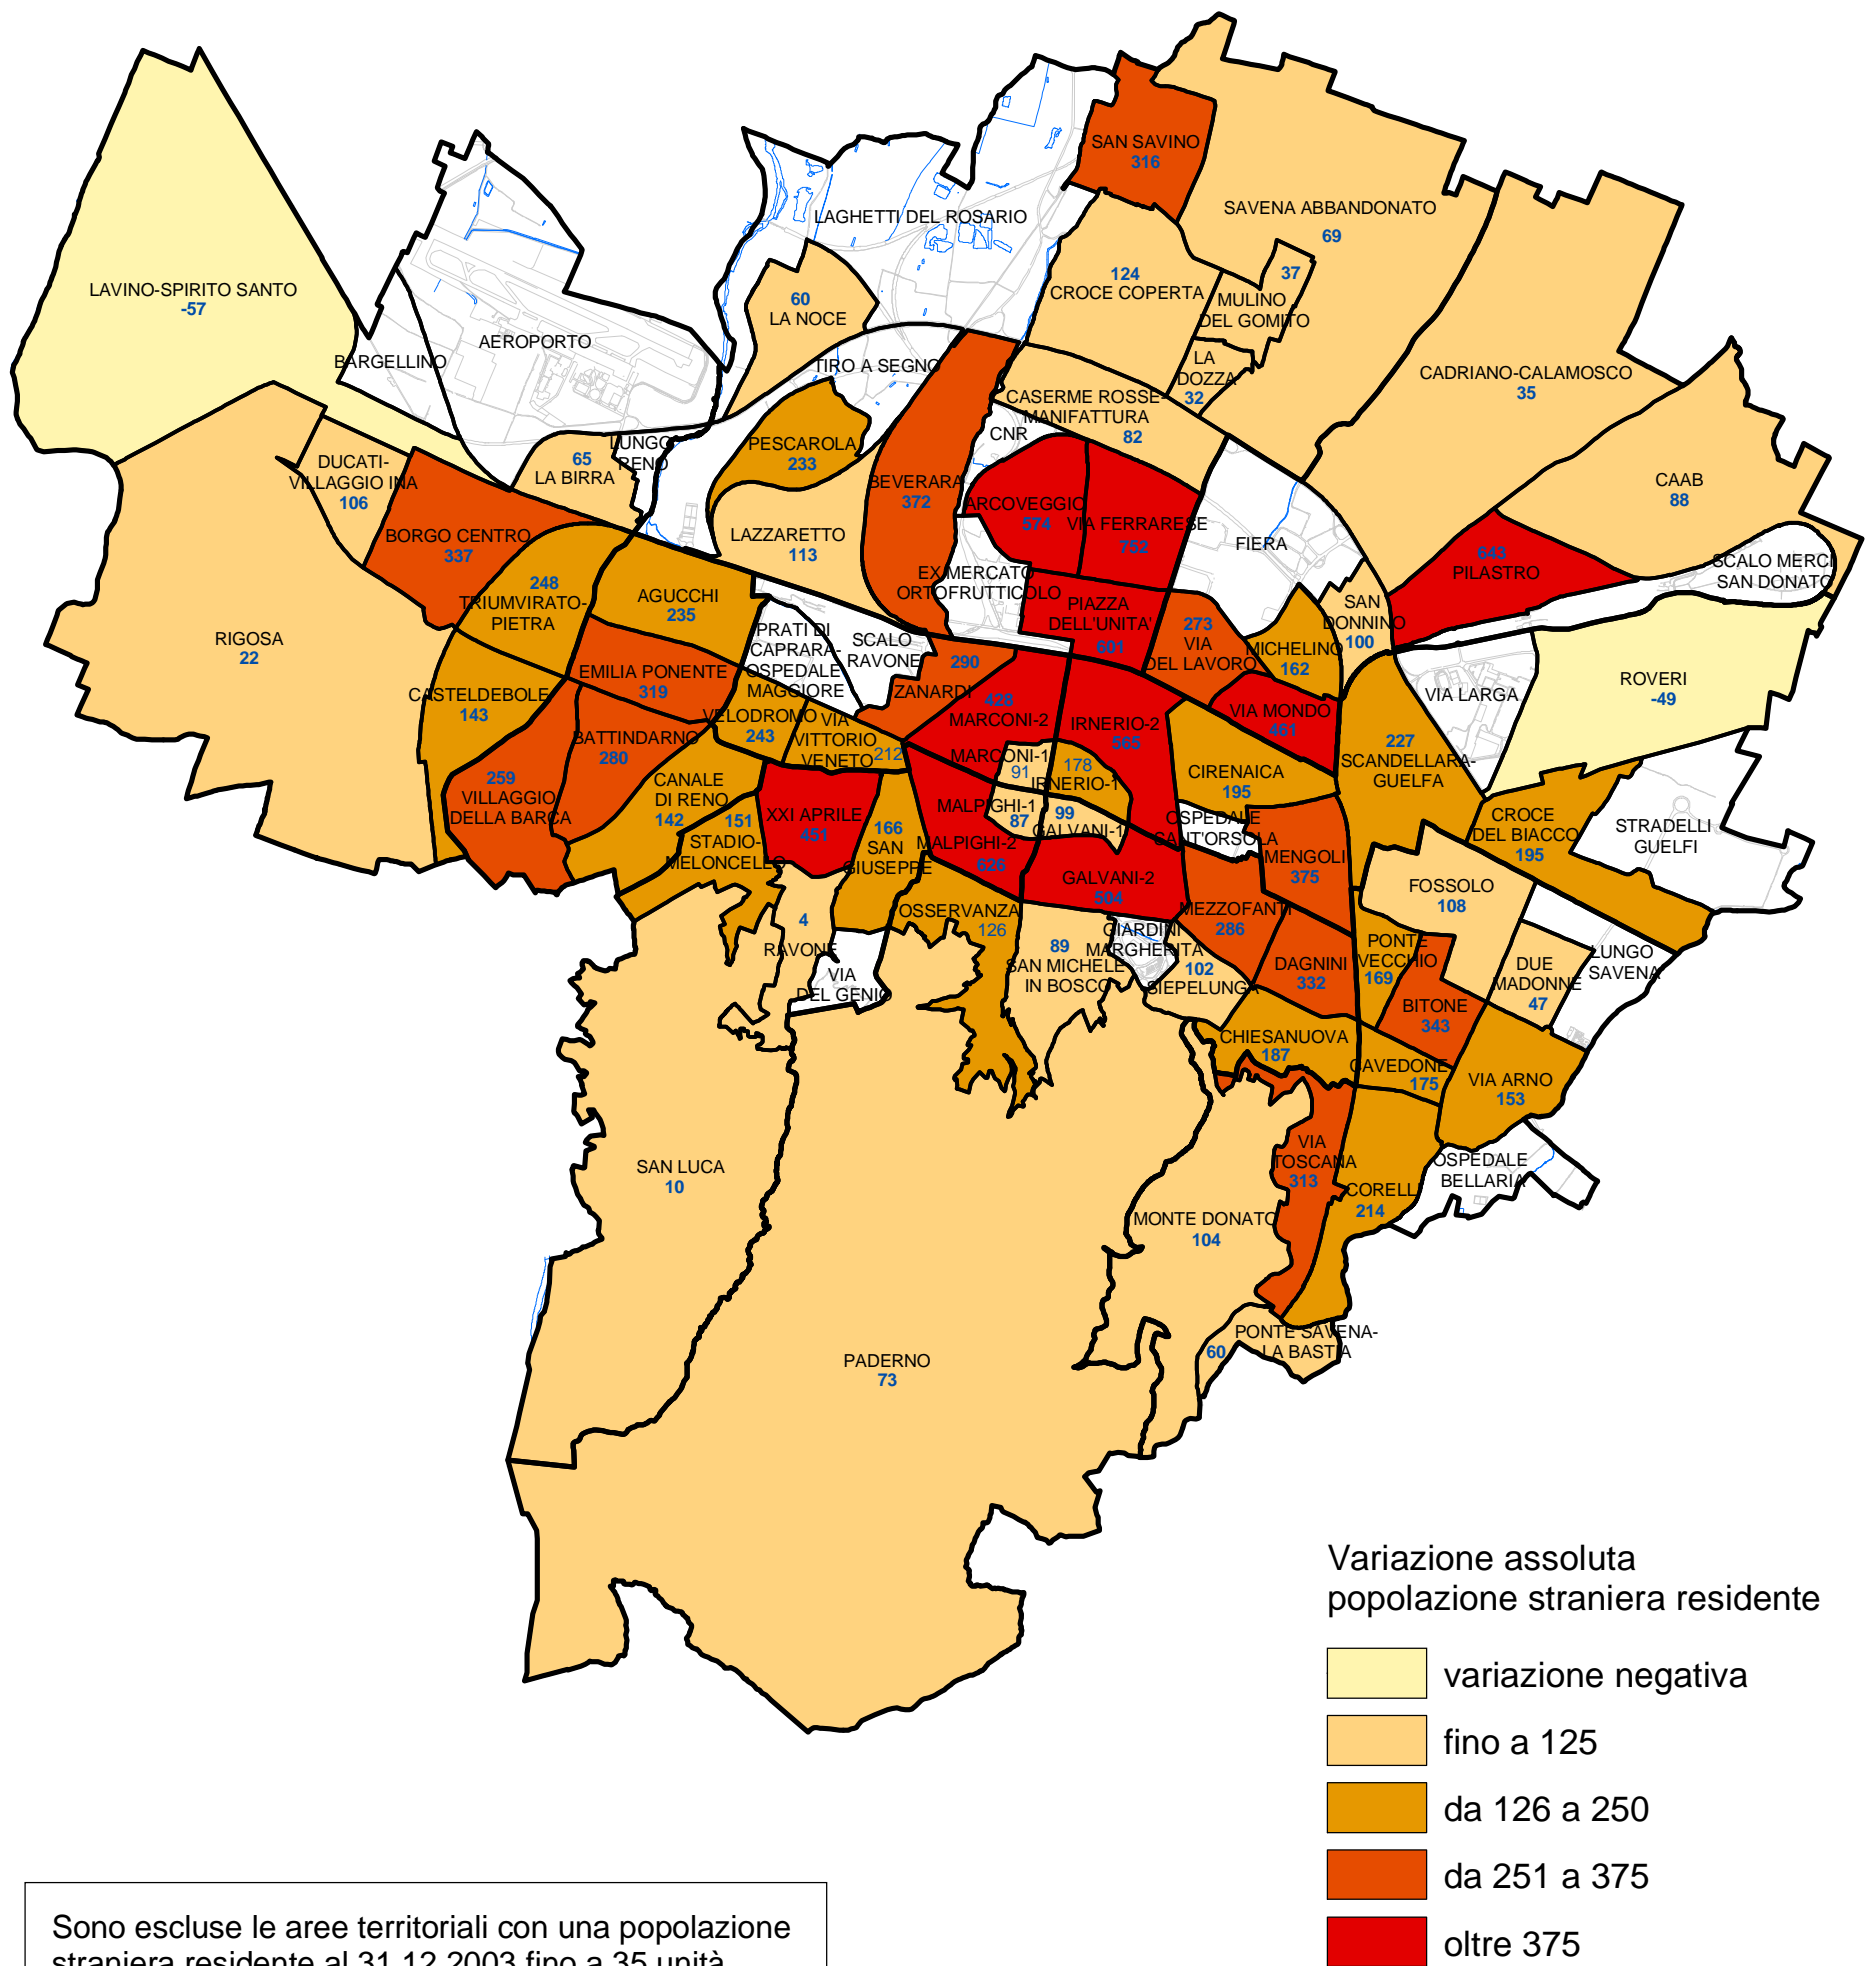 SAN SAVINO
316
SAVENA ABBANDONATO
69
LAGHETTI DEL ROSARIO
124
CROCE COPERTA
37
MULINO
DEL GOMITO
LAVINO-SPIRITO SANTO
-57
60
LA NOCE
AEROPORTO
BARGELLINO
TIRO A SEGNO
LA
DOZZA
32
CADRIANO-CALAMOSCO
35
CASERME ROSSE-
MANIFATTURA
82
CNR
DUCATI-
VILLAGGIO INA
106
65
LA BIRRA
LUNGO
RENO
PESCAROLA
233
BEVERARA
372
CAAB
88
ARCOVEGGIO
574
VIA FERRARESE
752
BORGO CENTRO
337
LAZZARETTO
113
FIERA
643
PILASTRO
SCALO MERCI
SAN DONATO
EX MERCATO
ORTOFRUTTICOLO
248
TRIUMVIRATO-
PIETRA
AGUCCHI
235
PIAZZA
DELL'UNITA'
601
SAN
DONNINO
100
RIGOSA
22
PRATI DI
CAPRARA-
OSPEDALE
MAGGIORE
SCALO
RAVONE
273
VIA
DEL LAVORO
MICHELINO
162
EMILIA PONENTE
319
290
ZANARDI
CASTELDEBOLE
143
428
MARCONI-2
IRNERIO-2
565
VIA MONDO
461
VIA LARGA
ROVERI
-49
VELODROMO
243
VIA
VITTORIO
VENETO
212
BATTINDARNO
280
MARCONI-1
91
178
IRNERIO-1
CIRENAICA
195
227
SCANDELLARA-
GUELFA
259
VILLAGGIO
DELLA BARCA
CANALE
DI RENO
142
151
STADIO-
MELONCELLO
XXI APRILE
451
MALPIGHI-1
87
99
GALVANI-1
OSPEDALE
SANT'ORSOLA
CROCE
DEL BIACCO
195
STRADELLI
GUELFI
166
SAN
GIUSEPPE
MALPIGHI-2
626
MENGOLI
375
GALVANI-2
504
FOSSOLO
108
OSSERVANZA
126
MEZZOFANTI
286
4
RAVONE
GIARDINI
MARGHERITA
89
SAN MICHELE
IN BOSCO
102
SIEPELUNGA
DAGNINI
332
PONTE
VECCHIO
169
DUE
MADONNE
47
LUNGO
SAVENA
VIA
DEL GENIO
BITONE
343
CHIESANUOVA
187
CAVEDONE
175
VIA ARNO
153
SAN LUCA
10
VIA
TOSCANA
313
OSPEDALE
BELLARIA
CORELLI
214
MONTE DONATO
104
PONTE SAVENA-
LA BASTIA
60
PADERNO
73
Variazione assoluta
popolazione straniera residente
variazione negativa
fino a 125
da 126 a 250
da 251 a 375
oltre 375
Sono escluse le aree territoriali con una popolazione
straniera residente al 31.12.2003 fino a 35 unità